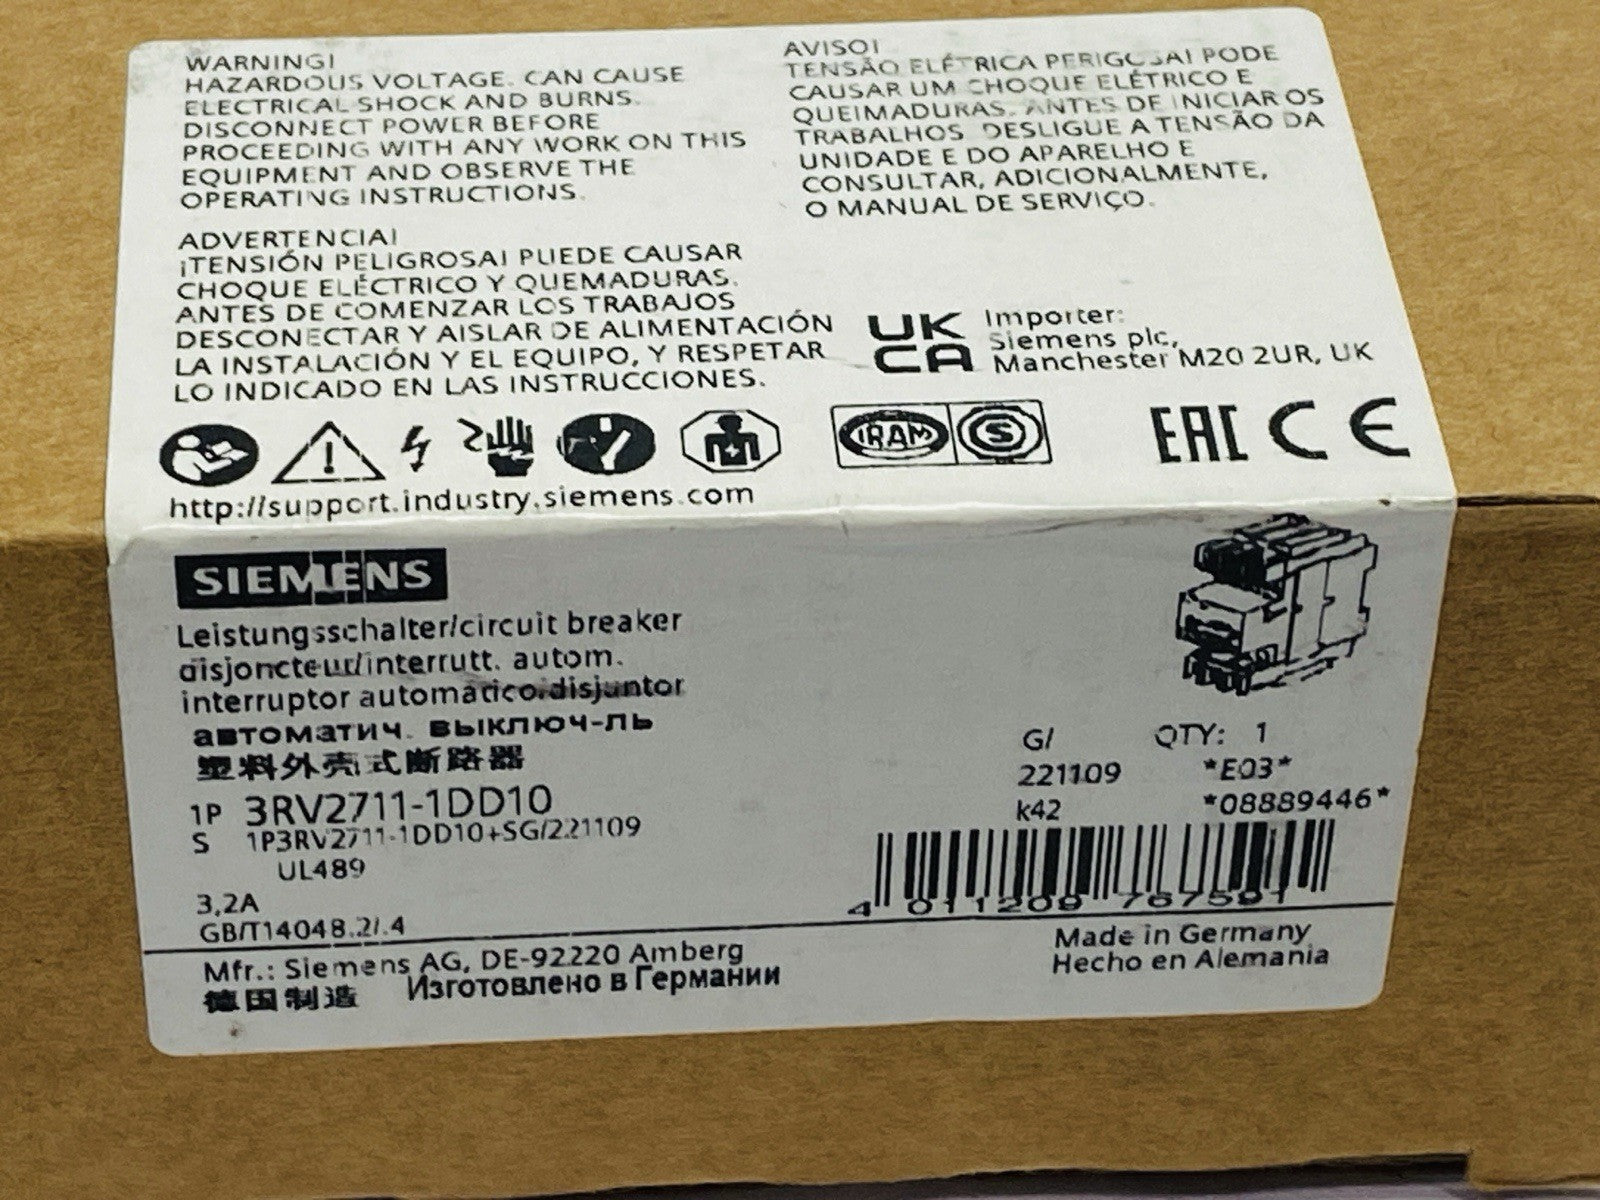 WARNING!
HAZARDOUS VOLTAGE. CAN CAUSE
ELECTRICAL SHOCK AND BURNS.
DISCONNECT POWER BEFORE
PROCEEDING WITH ANY WORK ON THIS
EQUIPMENT AND OBSERVE THE
OPERATING INSTRUCTIONS.
ADVERTENCIA!
¡TENSIÓN PELIGROSA! PUEDE CAUSAR
CHOQUE ELÉCTRICO Y QUEMADURAS.
ANTES DE COMENZAR LOS TRABAJOS
DESCONECTAR Y AISLAR DE ALIMENTACIÓN
LA INSTALACIÓN Y EL EQUIPO, Y RESPETAR
LO INDICADO EN LAS INSTRUCCIONES.
AVISO!
TENSÃO ELÉTRICA PERIGOSA! PODE
CAUSAR UM CHOQUE ELÉTRICO E
QUEIMADURAS. ANTES DE INICIAR OS
TRABALHOS DESLIGUE A TENSÃO DA
UNIDADE E DO APARELHO E
CONSULTAR, ADICIONALMENTE,
O MANUAL DE SERVIÇO.
UK
CA
Importer:
Siemens plc,
Manchester M20 2UR, UK
IRAM S
EAC CE
http://support.industry.siemens.com
SIEMENS
Leistungsschalter/circuit breaker
disjoncteur/interrutt. autom.
interruptor automático/disjuntor
автоматич. выключ-ль
塑料外壳式断路器
1P 3RV2711-1DD10
S 1P3RV2711-1DD10+SG/221109
UL489
3,2A
GB/T14048.2/.4
G/ QTY: 1
221109 *E03*
k42 *08889446*
4 011209 767591
Mfr.: Siemens AG, DE-92220 Amberg
德国制造 Изготовлено в Германии
Made in Germany
Hecho en Alemania